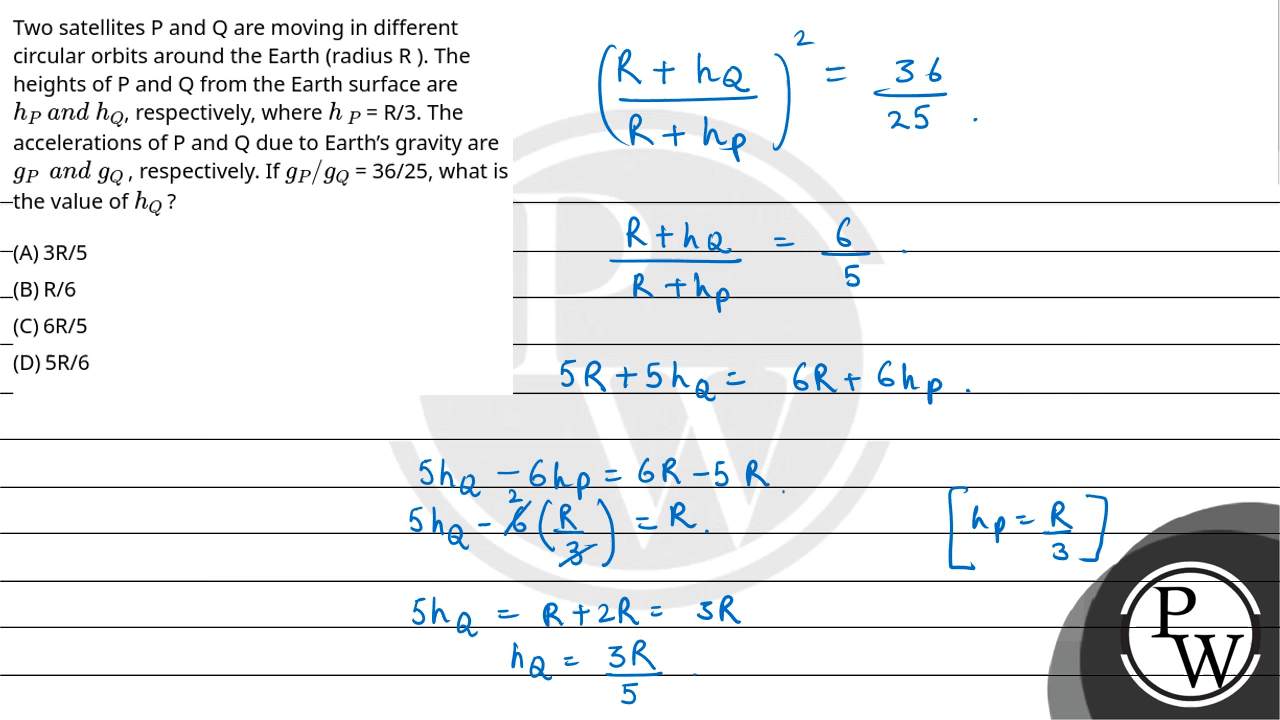 Two satellites P and Q are moving in different
circular orbits around the Earth (radius R ). The
heights of P and Q from the Earth surface are
h_P and h_Q, respectively, where h _P = R/3. The
accelerations of P and Q due to Earth’s gravity are
g_P and g_Q , respectively. If g_P/g_Q = 36/25, what is
the value of h_Q ?
(A) 3R/5
(B) R/6
(C) 6R/5
(D) 5R/6
((R + h_Q)/(R + h_P))^2 = 36/25 .
(R + h_Q)/(R + h_P) = 6/5 .
5R + 5h_Q = 6R + 6h_P .
5h_Q - 6h_P = 6R - 5R .
5h_Q - 6 2 (R/3) = R .
[h_P = R/3]
5h_Q = R + 2R = 3R
h_Q = 3R/5 .
P
W